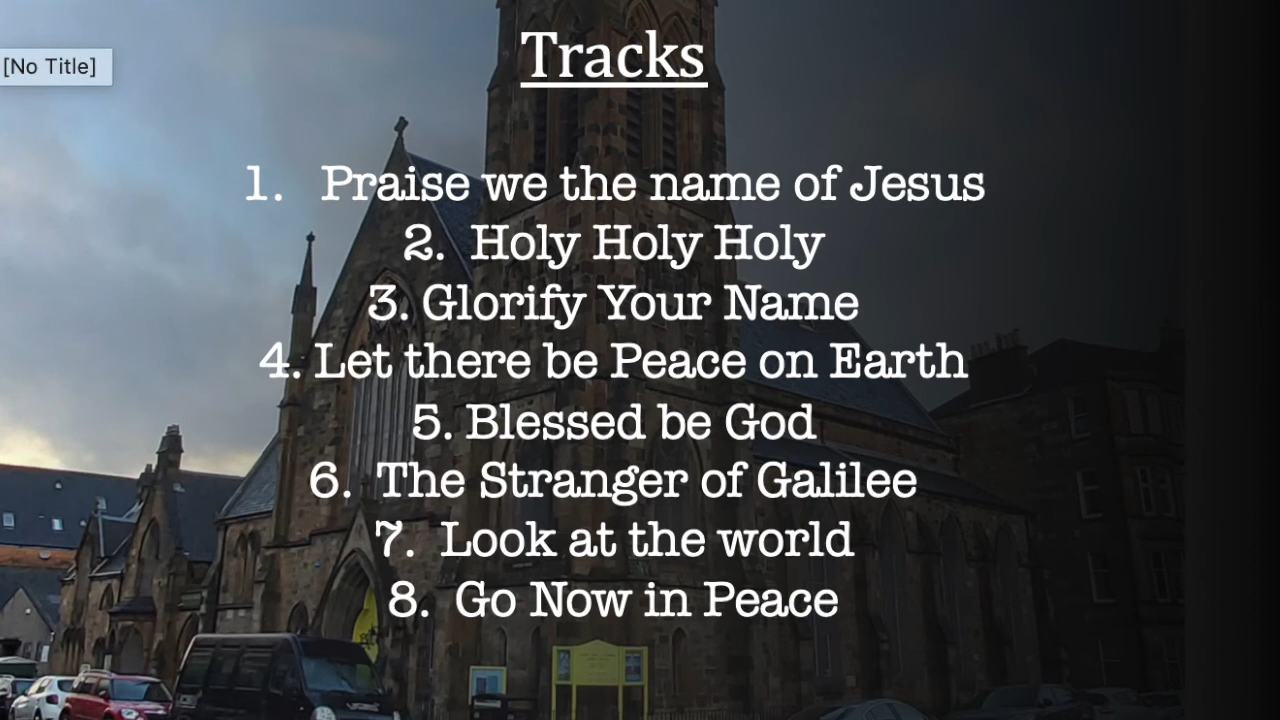 Tracks
[No Title]
1. Praise we the name of Jesus
2. Holy Holy Holy
3. Glorify Your Name
4. Let there be Peace on Earth
5. Blessed be God
6. The Stranger of Galilee
7. Look at the world
8. Go Now in Peace